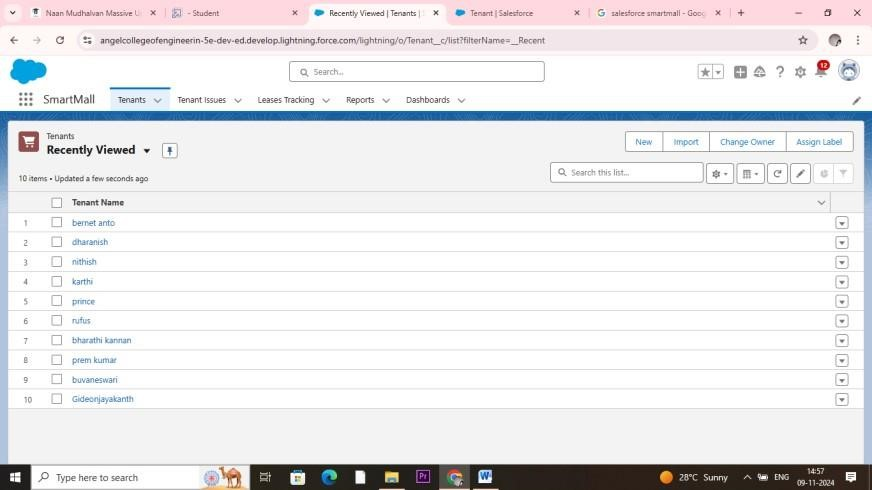 Naan Mudhalvan Massive U
- Student
Recently Viewed | Tenants | S
Tenant | Salesforce
salesforce smartmall - Goog
angelcollegeofengineerin-5e-dev-ed.develop.lightning.force.com/lightning/o/Tenant__c/list?filterName=__Recent
Search...
12
SmartMall
Tenants
Tenant Issues
Leases Tracking
Reports
Dashboards
Tenants
Recently Viewed
New
Import
Change Owner
Assign Label
10 items • Updated a few seconds ago
Search this list...
Tenant Name
1 bernet anto
2 dharanish
3 nithish
4 karthi
5 prince
6 rufus
7 bharathi kannan
8 prem kumar
9 buvaneswari
10 Gideonjayakanth
Type here to search
Pr
W
28°C Sunny
ENG
14:57
09-11-2024